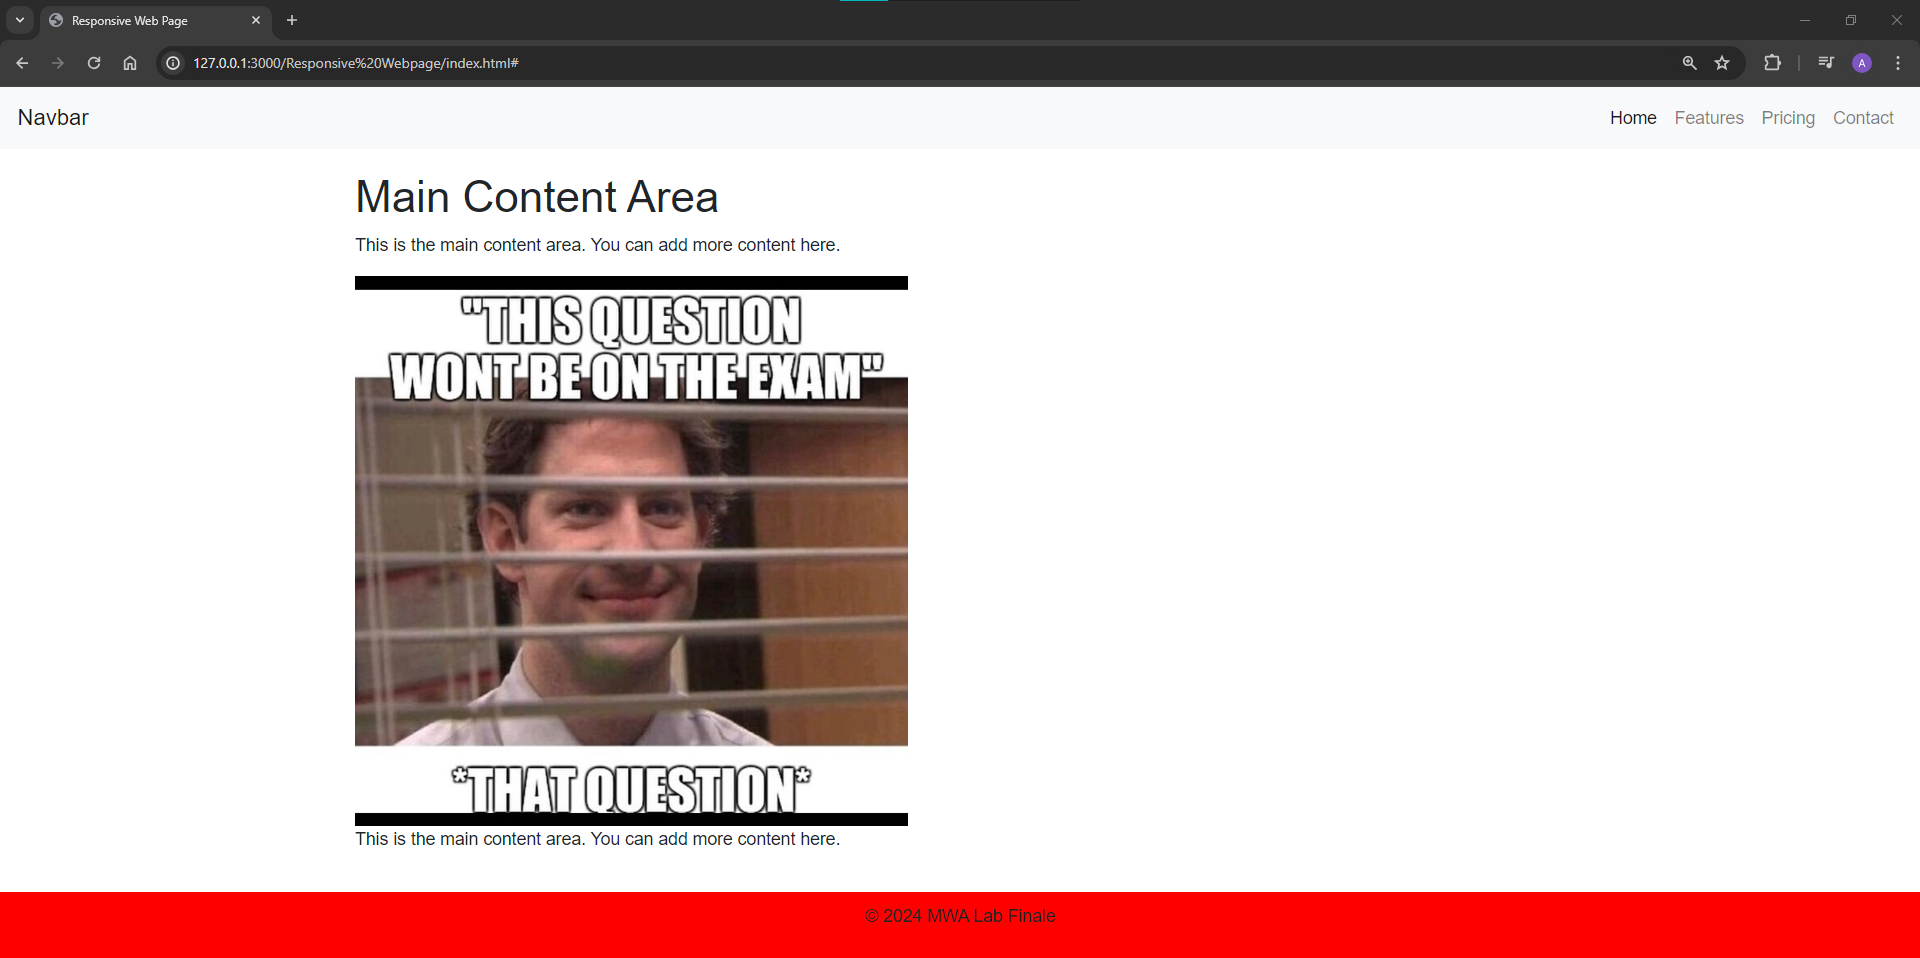 Responsive Web Page
127.0.0.1:3000/Responsive%20Webpage/index.html#
A
Navbar
Home Features Pricing Contact
Main Content Area
This is the main content area. You can add more content here.
"THIS QUESTION
WONT BE ON THE EXAM"
*THAT QUESTION*
This is the main content area. You can add more content here.
© 2024 MWA Lab Finale